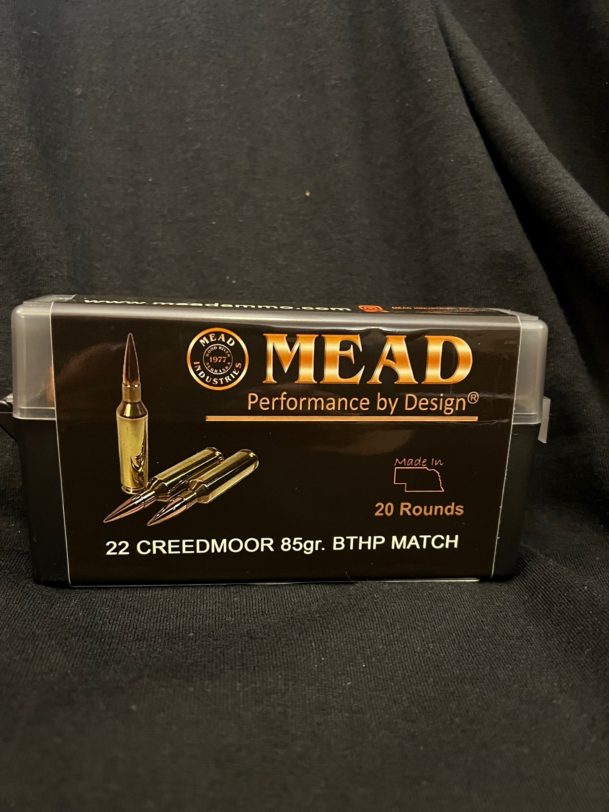 www.meadammo.com
MEAD
INDUSTRIES
1977
MEAD
Performance by Design®
Made In
20 Rounds
22 CREEDMOOR 85gr. BTHP MATCH